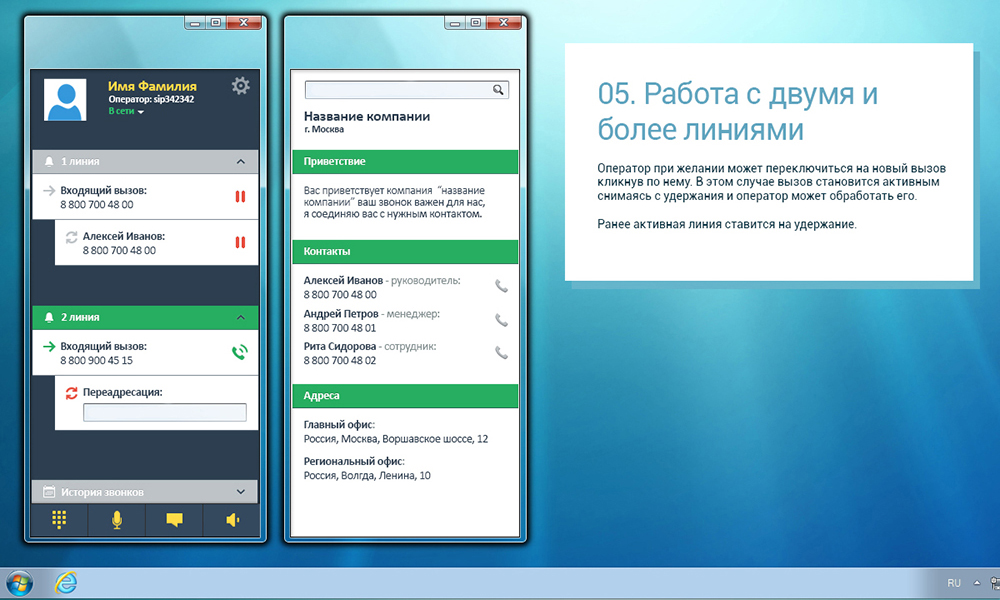 Имя Фамилия
Оператор: sip342342
В сети
1 линия
Входящий вызов:
8 800 700 48 00
Алексей Иванов:
8 800 700 48 00
2 линия
Входящий вызов:
8 800 900 45 15
Переадресация:
История звонков
Название компании
г. Москва
Приветствие
Вас приветствует компания "название
компании" ваш звонок важен для нас,
я соединяю вас с нужным контактом.
Контакты
Алексей Иванов - руководитель:
8 800 700 48 00
Андрей Петров - менеджер:
8 800 700 48 01
Рита Сидорова - сотрудник:
8 800 700 48 02
Адреса
Главный офис:
Россия, Москва, Воршавское шоссе, 12
Региональный офис:
Россия, Волгда, Ленина, 10
05. Работа с двумя и
более линиями
Оператор при желании может переключиться на новый вызов
кликнув по нему. В этом случае вызов становится активным
снимаясь с удержания и оператор может обработать его.
Ранее активная линия ставится на удержание.
RU